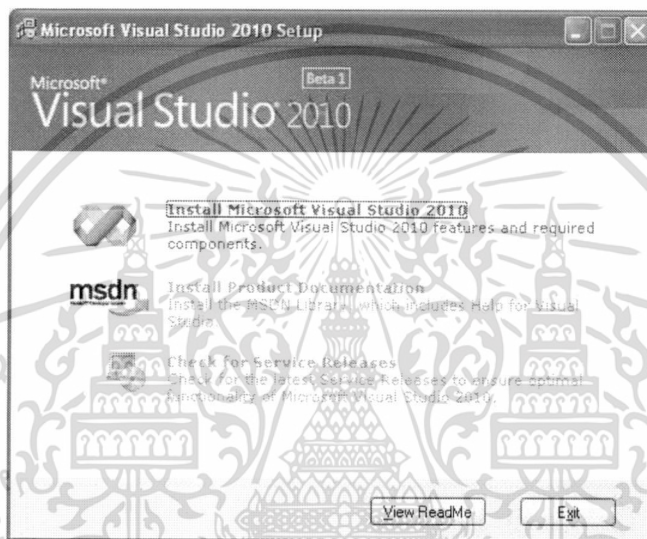 Microsoft Visual Studio 2010 Setup
Beta 1
Microsoft®
Visual Studio® 2010
Install Microsoft Visual Studio 2010
Install Microsoft Visual Studio 2010 features and required
components.
msdn
Install Product Documentation
Install the MSDN Library, which includes Help for Visual
Studio.
Check for Service Releases
Check for the latest Service Releases to ensure optimal
functionality of Microsoft Visual Studio 2010.
View ReadMe
Exit